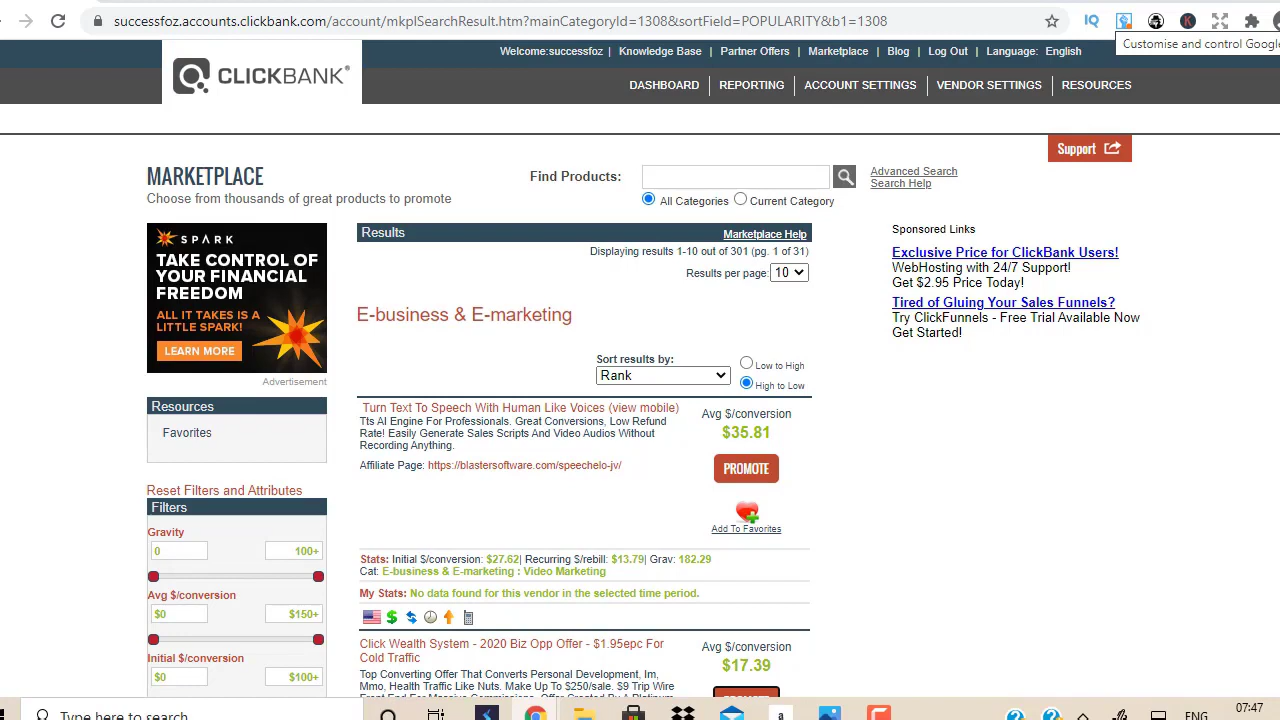 successfoz.accounts.clickbank.com/account/mkplSearchResult.htm?mainCategoryId=1308&sortField=POPULARITY&b1=1308
IQ
K
Customise and control Google
Welcome:successfoz | Knowledge Base | Partner Offers | Marketplace | Blog | Log Out | Language: English
CLICKBANK®
DASHBOARD | REPORTING | ACCOUNT SETTINGS | VENDOR SETTINGS | RESOURCES
Support
MARKETPLACE
Choose from thousands of great products to promote
Find Products:
Advanced Search
Search Help
All Categories Current Category
SPARK
TAKE CONTROL OF
YOUR FINANCIAL
FREEDOM
ALL IT TAKES IS A
LITTLE SPARK!
LEARN MORE
Advertisement
Resources
Favorites
Reset Filters and Attributes
Filters
Gravity
0 100+
Avg $/conversion
$0 $150+
Initial $/conversion
$0 $100+
Results Marketplace Help
Displaying results 1-10 out of 301 (pg. 1 of 31)
Results per page: 10
E-business & E-marketing
Sort results by:
Rank
Low to High
High to Low
Turn Text To Speech With Human Like Voices (view mobile)
Tts AI Engine For Professionals. Great Conversions, Low Refund
Rate! Easily Generate Sales Scripts And Video Audios Without
Recording Anything.
Affiliate Page: https://blastersoftware.com/speechelo-jv/
Avg $/conversion
$35.81
PROMOTE
Add To Favorites
Stats: Initial $/conversion: $27.62| Recurring $/rebill: $13.79| Grav: 182.29
Cat: E-business & E-marketing : Video Marketing
My Stats: No data found for this vendor in the selected time period.
Click Wealth System - 2020 Biz Opp Offer - $1.95epc For
Cold Traffic
Top Converting Offer That Converts Personal Development, Im,
Mmo, Health Traffic Like Nuts. Make Up To $250/sale. $9 Trip Wire
Avg $/conversion
$17.39
Sponsored Links
Exclusive Price for ClickBank Users!
WebHosting with 24/7 Support!
Get $2.95 Price Today!
Tired of Gluing Your Sales Funnels?
Try ClickFunnels - Free Trial Available Now
Get Started!
Type here to search
a
ENG
07:47